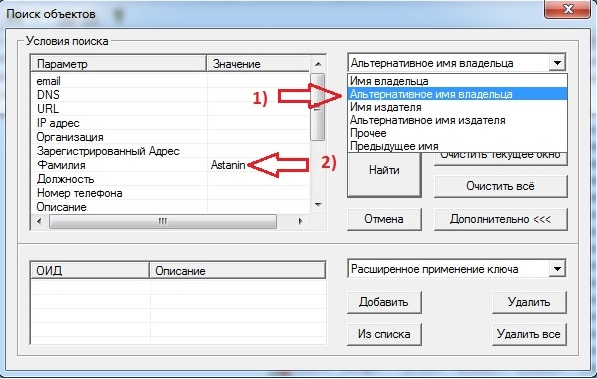 Поиск объектов
Условия поиска
Параметр Значение
email
DNS
URL
IP адрес
Организация
Зарегистрированный Адрес
Фамилия Astanin
Должность
Номер телефона
Описание
1)
2)
Альтернативное имя владельца
Имя владельца
Альтернативное имя владельца
Имя издателя
Альтернативное имя издателя
Прочее
Предыдущее имя
Найти Очистить текущее окно
Очистить всё
Отмена Дополнительно <<<
ОИД Описание
Расширенное применение ключа
Добавить Удалить
Из списка Удалить все